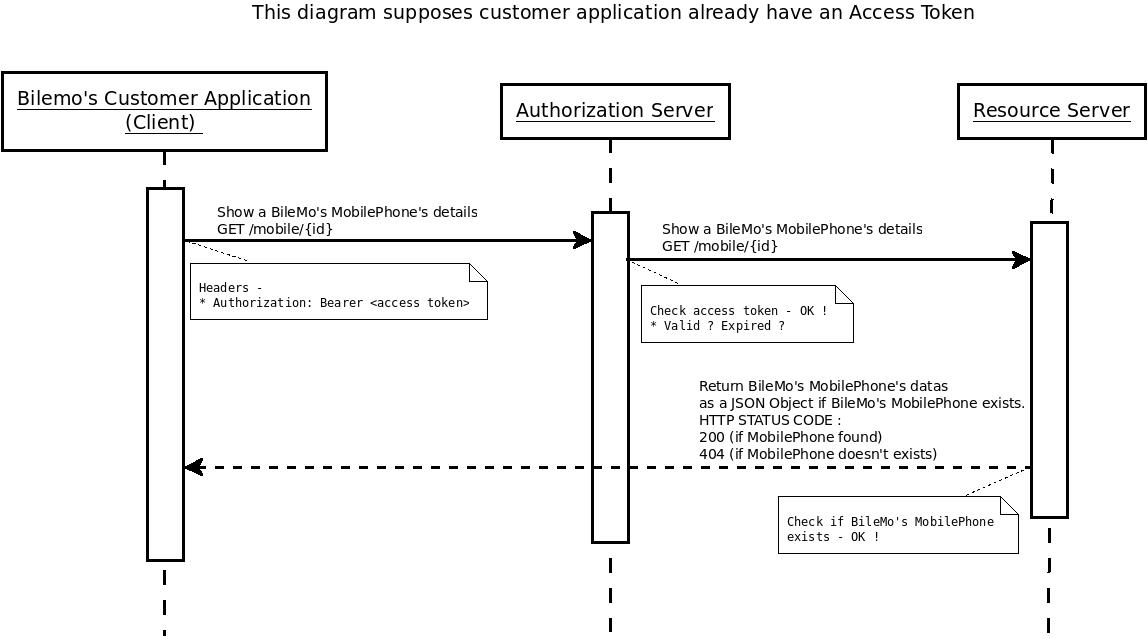 This diagram supposes customer application already have an Access Token
Bilemo's Customer Application
(Client)
Authorization Server
Resource Server
Show a BileMo's MobilePhone's details
GET /mobile/{id}
Show a BileMo's MobilePhone's details
GET /mobile/{id}
Headers -
* Authorization: Bearer <access token>
Check access token - OK !
* Valid ? Expired ?
Return BileMo's MobilePhone's datas
as a JSON Object if BileMo's MobilePhone exists.
HTTP STATUS CODE :
200 (if MobilePhone found)
404 (if MobilePhone doesn't exists)
Check if BileMo's MobilePhone
exists - OK !